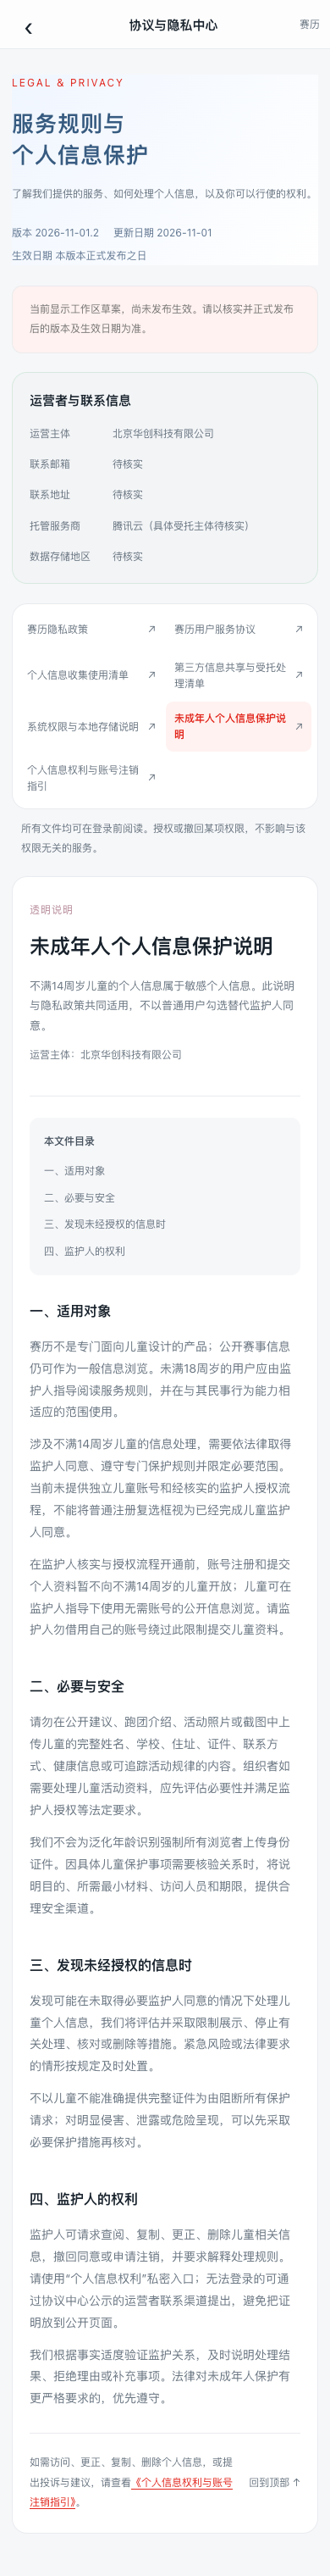 ‹ 协议与隐私中心 赛历
LEGAL & PRIVACY
服务规则与
个人信息保护
了解我们提供的服务、如何处理个人信息，以及你可以行使的权利。
版本 2026-11-01.2 更新日期 2026-11-01
生效日期 本版本正式发布之日
当前显示工作区草案，尚未发布生效。请以核实并正式发布
后的版本及生效日期为准。
运营者与联系信息
运营主体 北京华创科技有限公司
联系邮箱 待核实
联系地址 待核实
托管服务商 腾讯云（具体受托主体待核实）
数据存储地区 待核实
赛历隐私政策 ↗ 赛历用户服务协议 ↗
个人信息收集使用清单 ↗ 第三方信息共享与受托处
理清单 ↗
系统权限与本地存储说明 ↗ 未成年人个人信息保护说
明 ↗
个人信息权利与账号注销
指引 ↗
所有文件均可在登录前阅读。授权或撤回某项权限，不影响与该
权限无关的服务。
透明说明
未成年人个人信息保护说明
不满14周岁儿童的个人信息属于敏感个人信息。此说明
与隐私政策共同适用，不以普通用户勾选替代监护人同
意。
运营主体：北京华创科技有限公司
本文件目录
一、适用对象
二、必要与安全
三、发现未经授权的信息时
四、监护人的权利
一、适用对象
赛历不是专门面向儿童设计的产品；公开赛事信息
仍可作为一般信息浏览。未满18周岁的用户应由监
护人指导阅读服务规则，并在与其民事行为能力相
适应的范围使用。
涉及不满14周岁儿童的信息处理，需要依法律取得
监护人同意、遵守专门保护规则并限定必要范围。
当前未提供独立儿童账号和经核实的监护人授权流
程，不能将普通注册复选框视为已经完成儿童监护
人同意。
在监护人核实与授权流程开通前，账号注册和提交
个人资料暂不向不满14周岁的儿童开放；儿童可在
监护人指导下使用无需账号的公开信息浏览。请监
护人勿借用自己的账号绕过此限制提交儿童资料。
二、必要与安全
请勿在公开建议、跑团介绍、活动照片或截图中上
传儿童的完整姓名、学校、住址、证件、联系方
式、健康信息或可追踪活动规律的内容。组织者如
需要处理儿童活动资料，应先评估必要性并满足监
护人授权等法定要求。
我们不会为泛化年龄识别强制所有浏览者上传身份
证件。因具体儿童保护事项需要核验关系时，将说
明目的、所需最小材料、访问人员和期限，提供合
理安全渠道。
三、发现未经授权的信息时
发现可能在未取得必要监护人同意的情况下处理儿
童个人信息，我们将评估并采取限制展示、停止有
关处理、核对或删除等措施。紧急风险或法律要求
的情形按规定及时处置。
不以儿童不能准确提供完整证件为由阻断所有保护
请求；对明显侵害、泄露或危险呈现，可以先采取
必要保护措施再核对。
四、监护人的权利
监护人可请求查阅、复制、更正、删除儿童相关信
息，撤回同意或申请注销，并要求解释处理规则。
请使用“个人信息权利”私密入口；无法登录的可通
过协议中心公示的运营者联系渠道提出，避免把证
明放到公开页面。
我们根据事实适度验证监护关系，及时说明处理结
果、拒绝理由或补充事项。法律对未成年人保护有
更严格要求的，优先遵守。
如需访问、更正、复制、删除个人信息，或提
出投诉与建议，请查看《个人信息权利与账号
注销指引》。 回到顶部 ↑